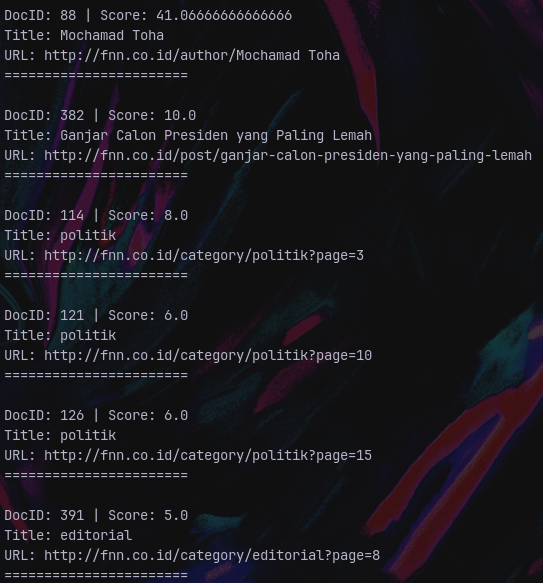 DocID: 88 | Score: 41.06666666666666
Title: Mochamad Toha
URL: http://fnn.co.id/author/Mochamad Toha
=======================
DocID: 382 | Score: 10.0
Title: Ganjar Calon Presiden yang Paling Lemah
URL: http://fnn.co.id/post/ganjar-calon-presiden-yang-paling-lemah
=======================
DocID: 114 | Score: 8.0
Title: politik
URL: http://fnn.co.id/category/politik?page=3
=======================
DocID: 121 | Score: 6.0
Title: politik
URL: http://fnn.co.id/category/politik?page=10
=======================
DocID: 126 | Score: 6.0
Title: politik
URL: http://fnn.co.id/category/politik?page=15
=======================
DocID: 391 | Score: 5.0
Title: editorial
URL: http://fnn.co.id/category/editorial?page=8
=======================